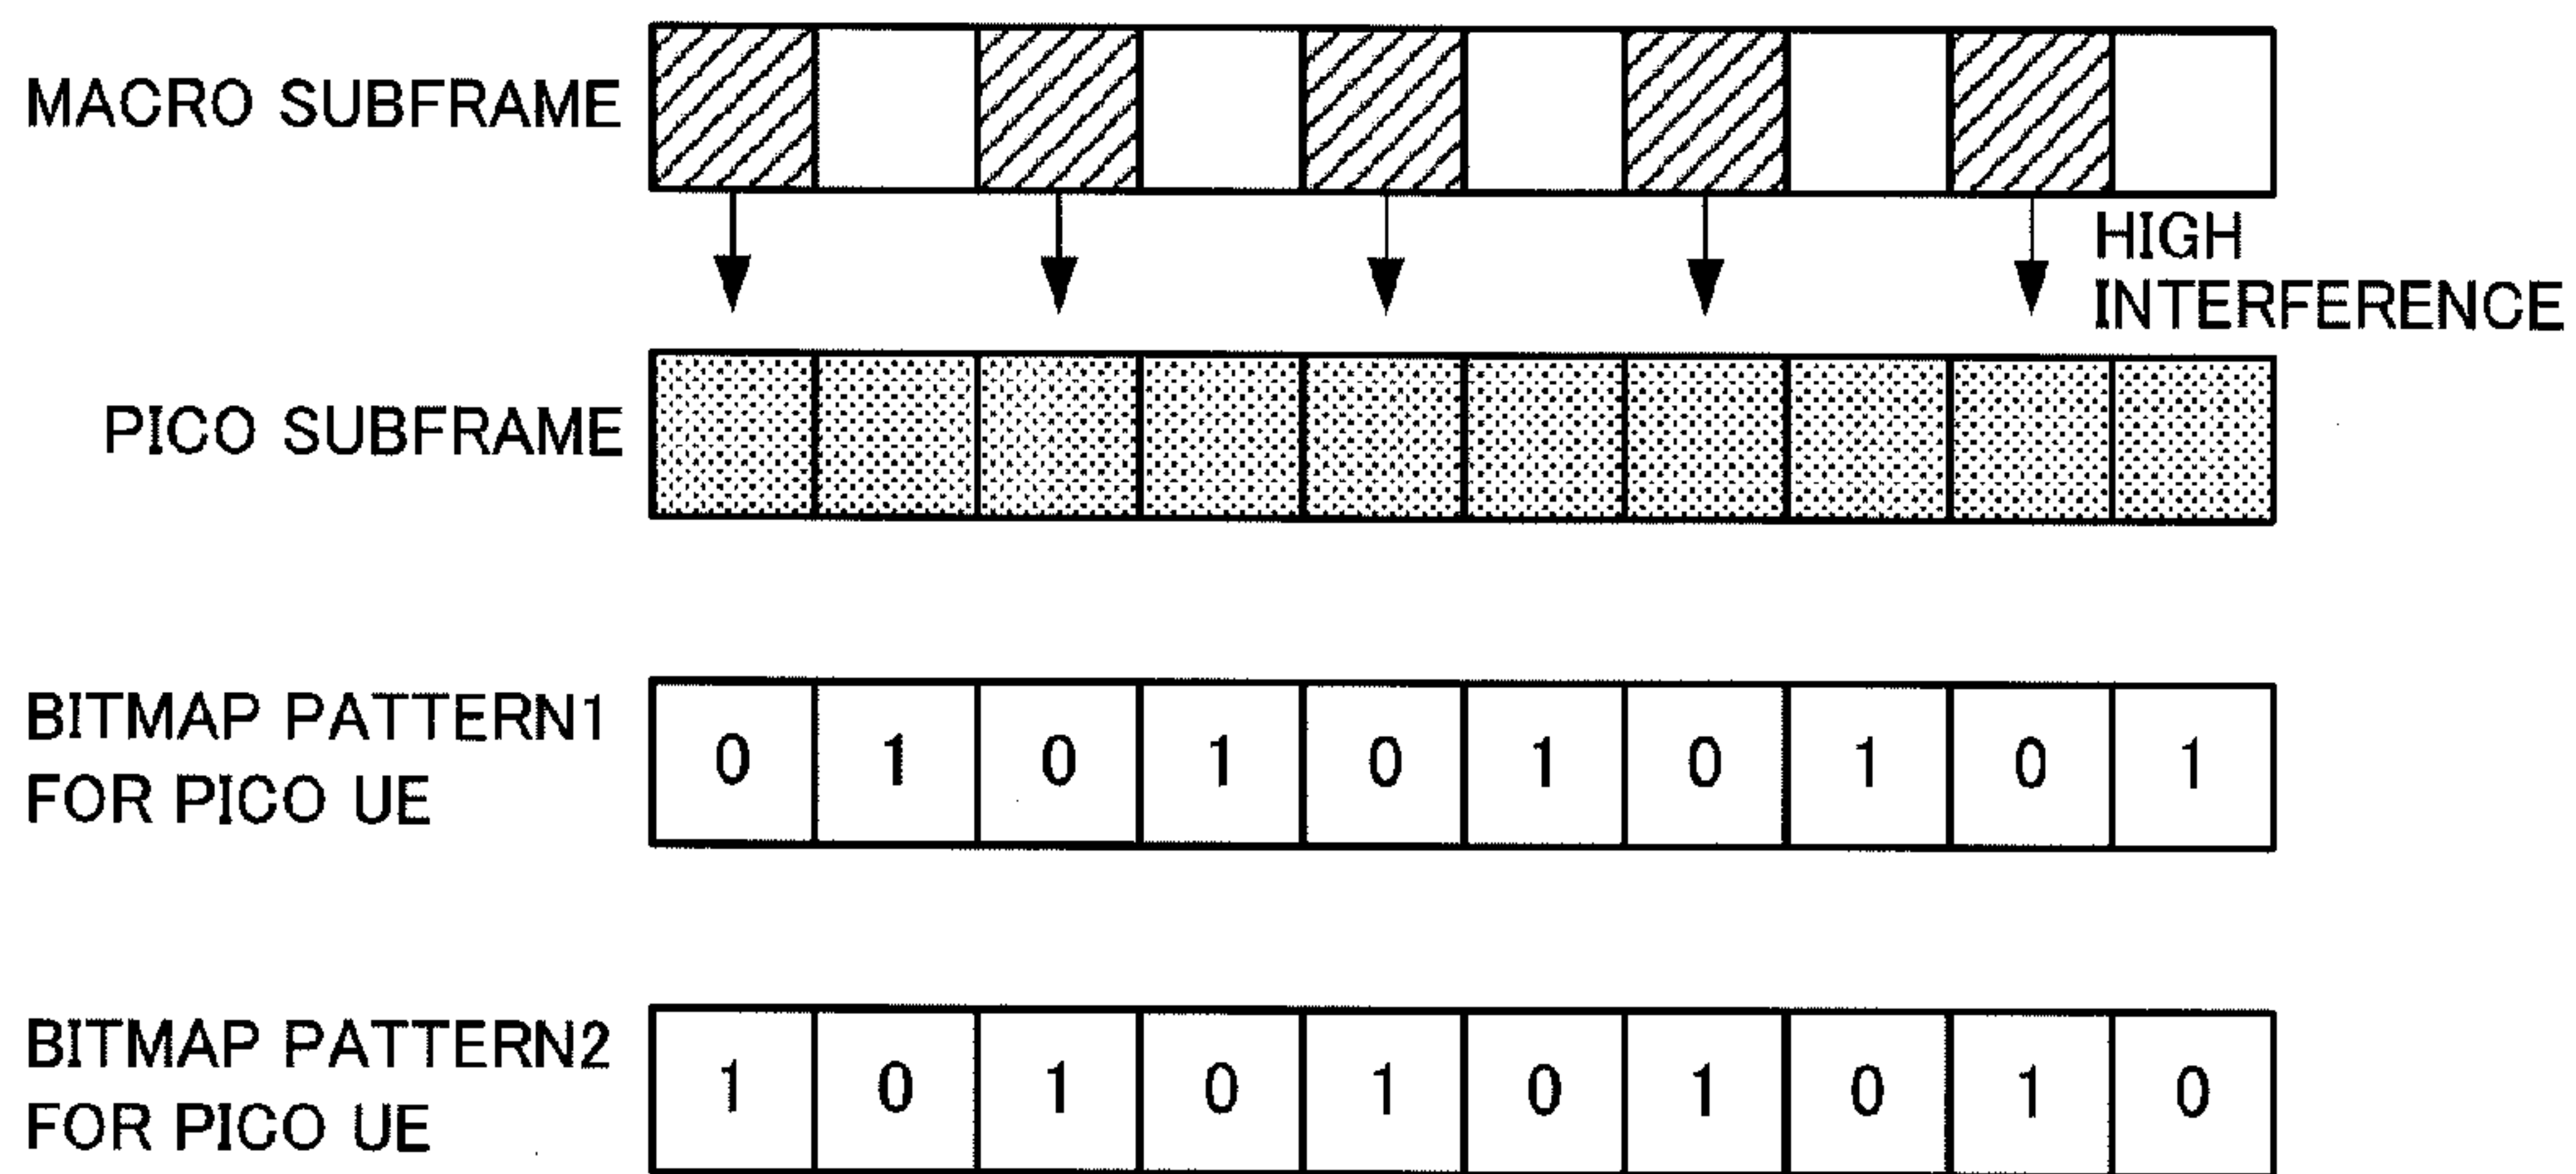 MACRO SUBFRAME
HIGH
INTERFERENCE
PICO SUBFRAME
BITMAP PATTERN1
FOR PICO UE
0 1 0 1 0 1 0 1 0 1
BITMAP PATTERN2
FOR PICO UE
1 0 1 0 1 0 1 0 1 0